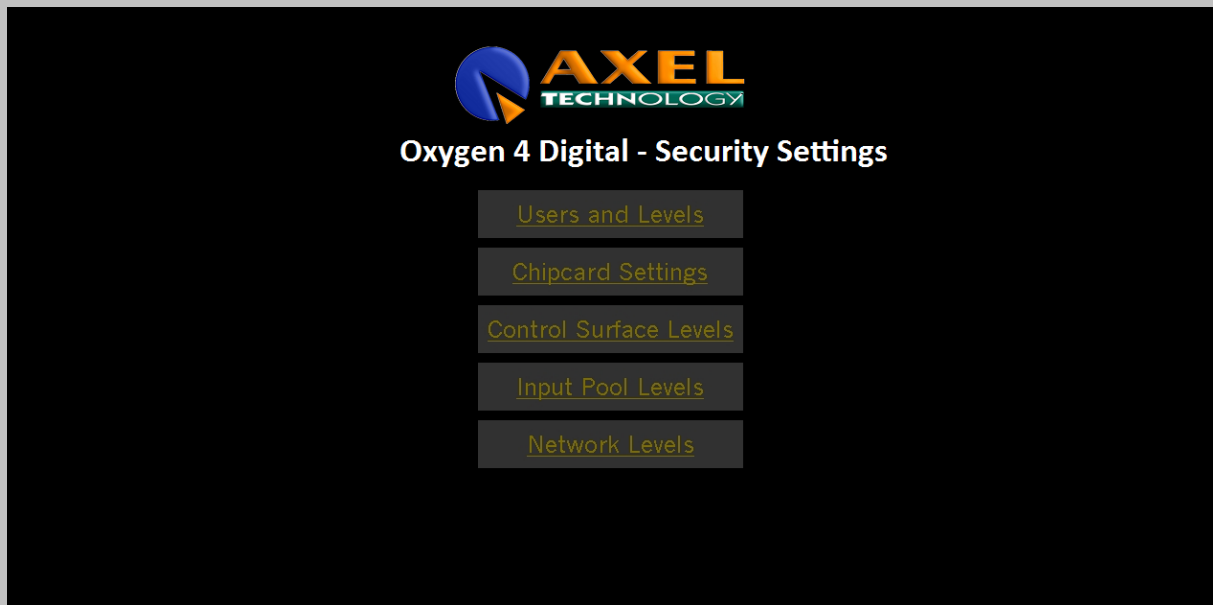 AXEL
TECHNOLOGY
Oxygen 4 Digital - Security Settings
Users and Levels
Chipcard Settings
Control Surface Levels
Input Pool Levels
Network Levels